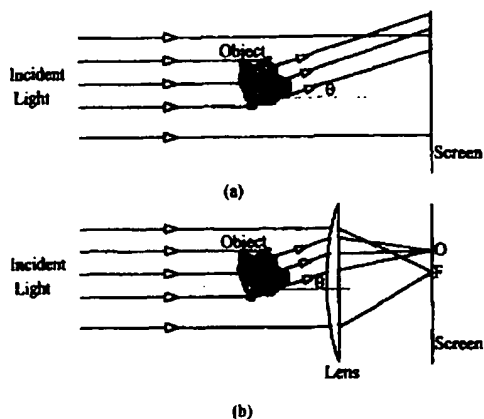 Object
Incident
Light
θ
Screen
(a)
Object
Incident
Light
θ
O
F
Screen
Lens
(b)